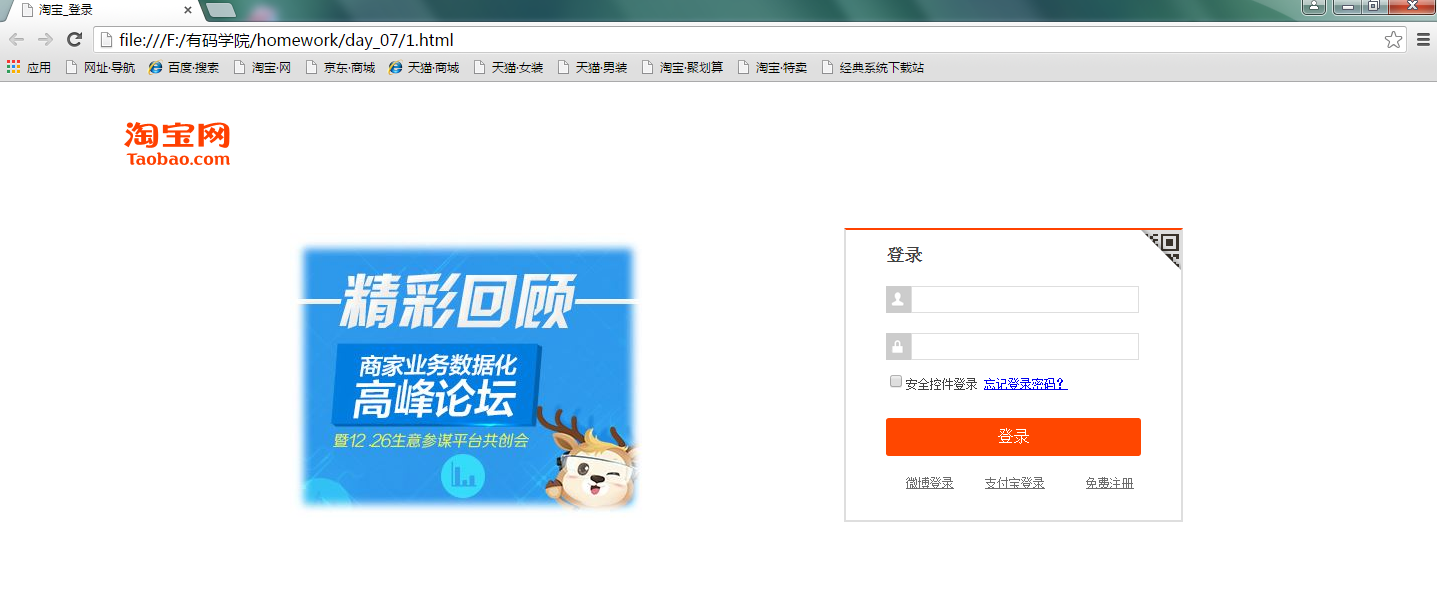 淘宝_登录
file:///F:/有码学院/homework/day_07/1.html
应用 网址·导航 百度·搜索 淘宝·网 京东·商城 天猫·商城 天猫·女装 天猫·男装 淘宝·聚划算 淘宝·特卖 经典系统下载站
淘宝网
Taobao.com
精彩回顾
商家业务数据化
高峰论坛
暨12.26生意参谋平台共创会
登录
安全控件登录 忘记登录密码?
登录
微博登录 支付宝登录 免费注册